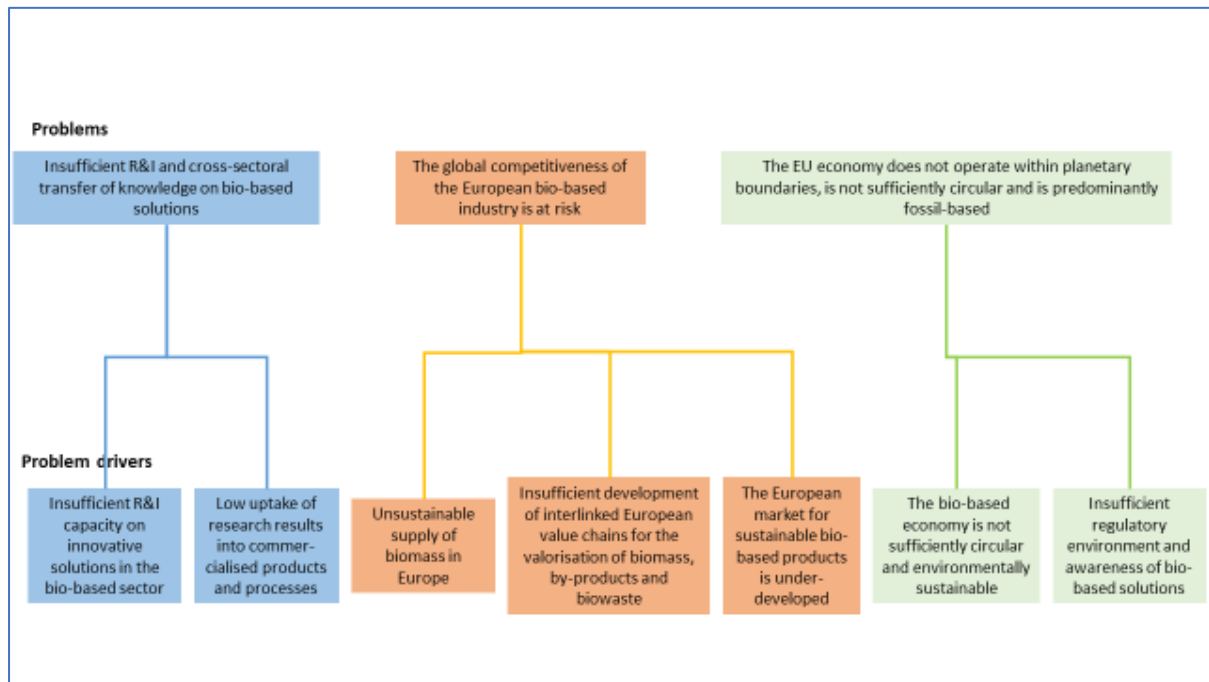 Problems
Insufficient R&I and cross-sectoral
transfer of knowledge on bio-based
solutions
The global competitiveness of
the European bio-based
industry is at risk
The EU economy does not operate within planetary
boundaries, is not sufficiently circular and is predominantly
fossil-based
Problem drivers
Insufficient R&I
capacity on
innovative
solutions in the
bio-based sector
Low uptake of
research results
into commer-
cialised products
and processes
Unsustainable
supply of
biomass in
Europe
Insufficient development
of interlinked European
value chains for the
valorisation of biomass,
by-products and
biowaste
The European
market for
sustainable bio-
based products
is under-
developed
The bio-based
economy is not
sufficiently circular
and environmentally
sustainable
Insufficient
regulatory
environment and
awareness of bio-
based solutions